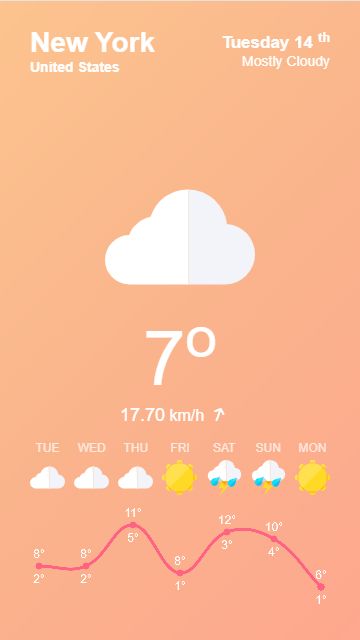 New York
United States
Tuesday 14 th
Mostly Cloudy
7°
17.70 km/h
TUE WED THU FRI SAT SUN MON
8° 8° 11° 8° 12° 10° 6°
2° 2° 5° 1° 3° 4° 1°